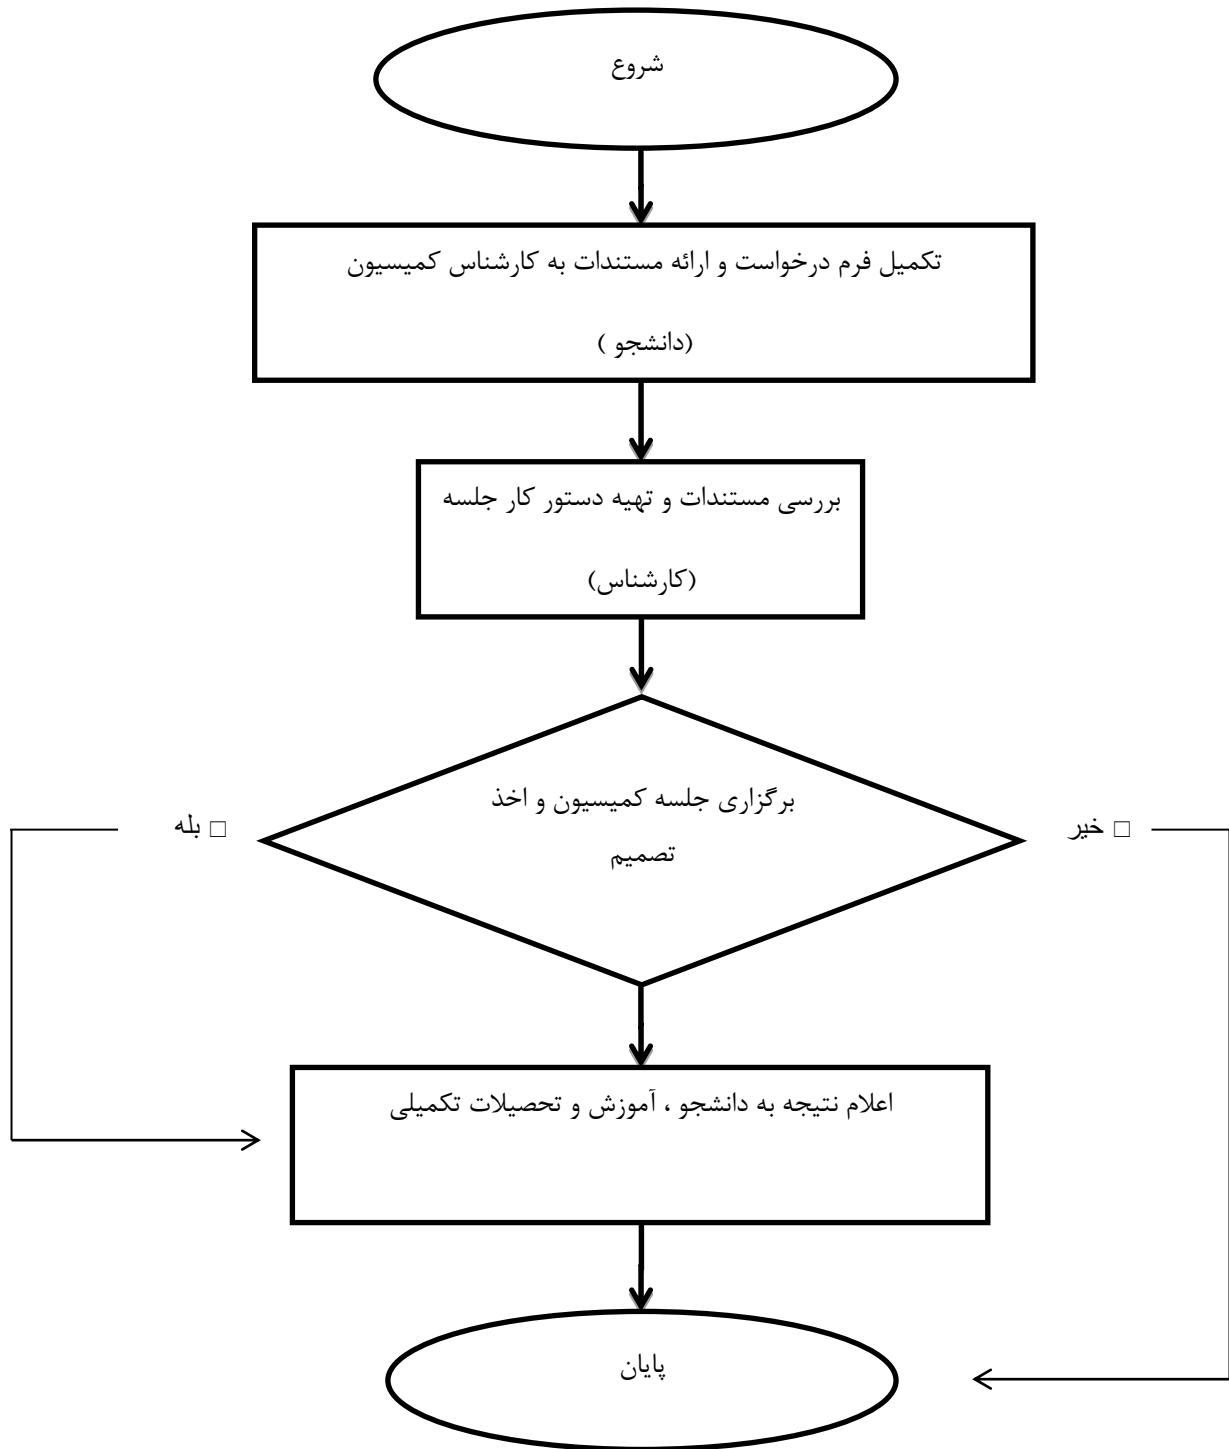 شروع
تکمیل فرم درخواست و ارائه مستندات به کارشناس کمیسیون
(دانشجو )
بررسی مستندات و تهیه دستور کار جلسه
(کارشناس)
برگزاری جلسه کمیسیون و اخذ
تصمیم
□ خیر
□ بله
اعلام نتیجه به دانشجو ، آموزش و تحصیلات تکمیلی
پایان